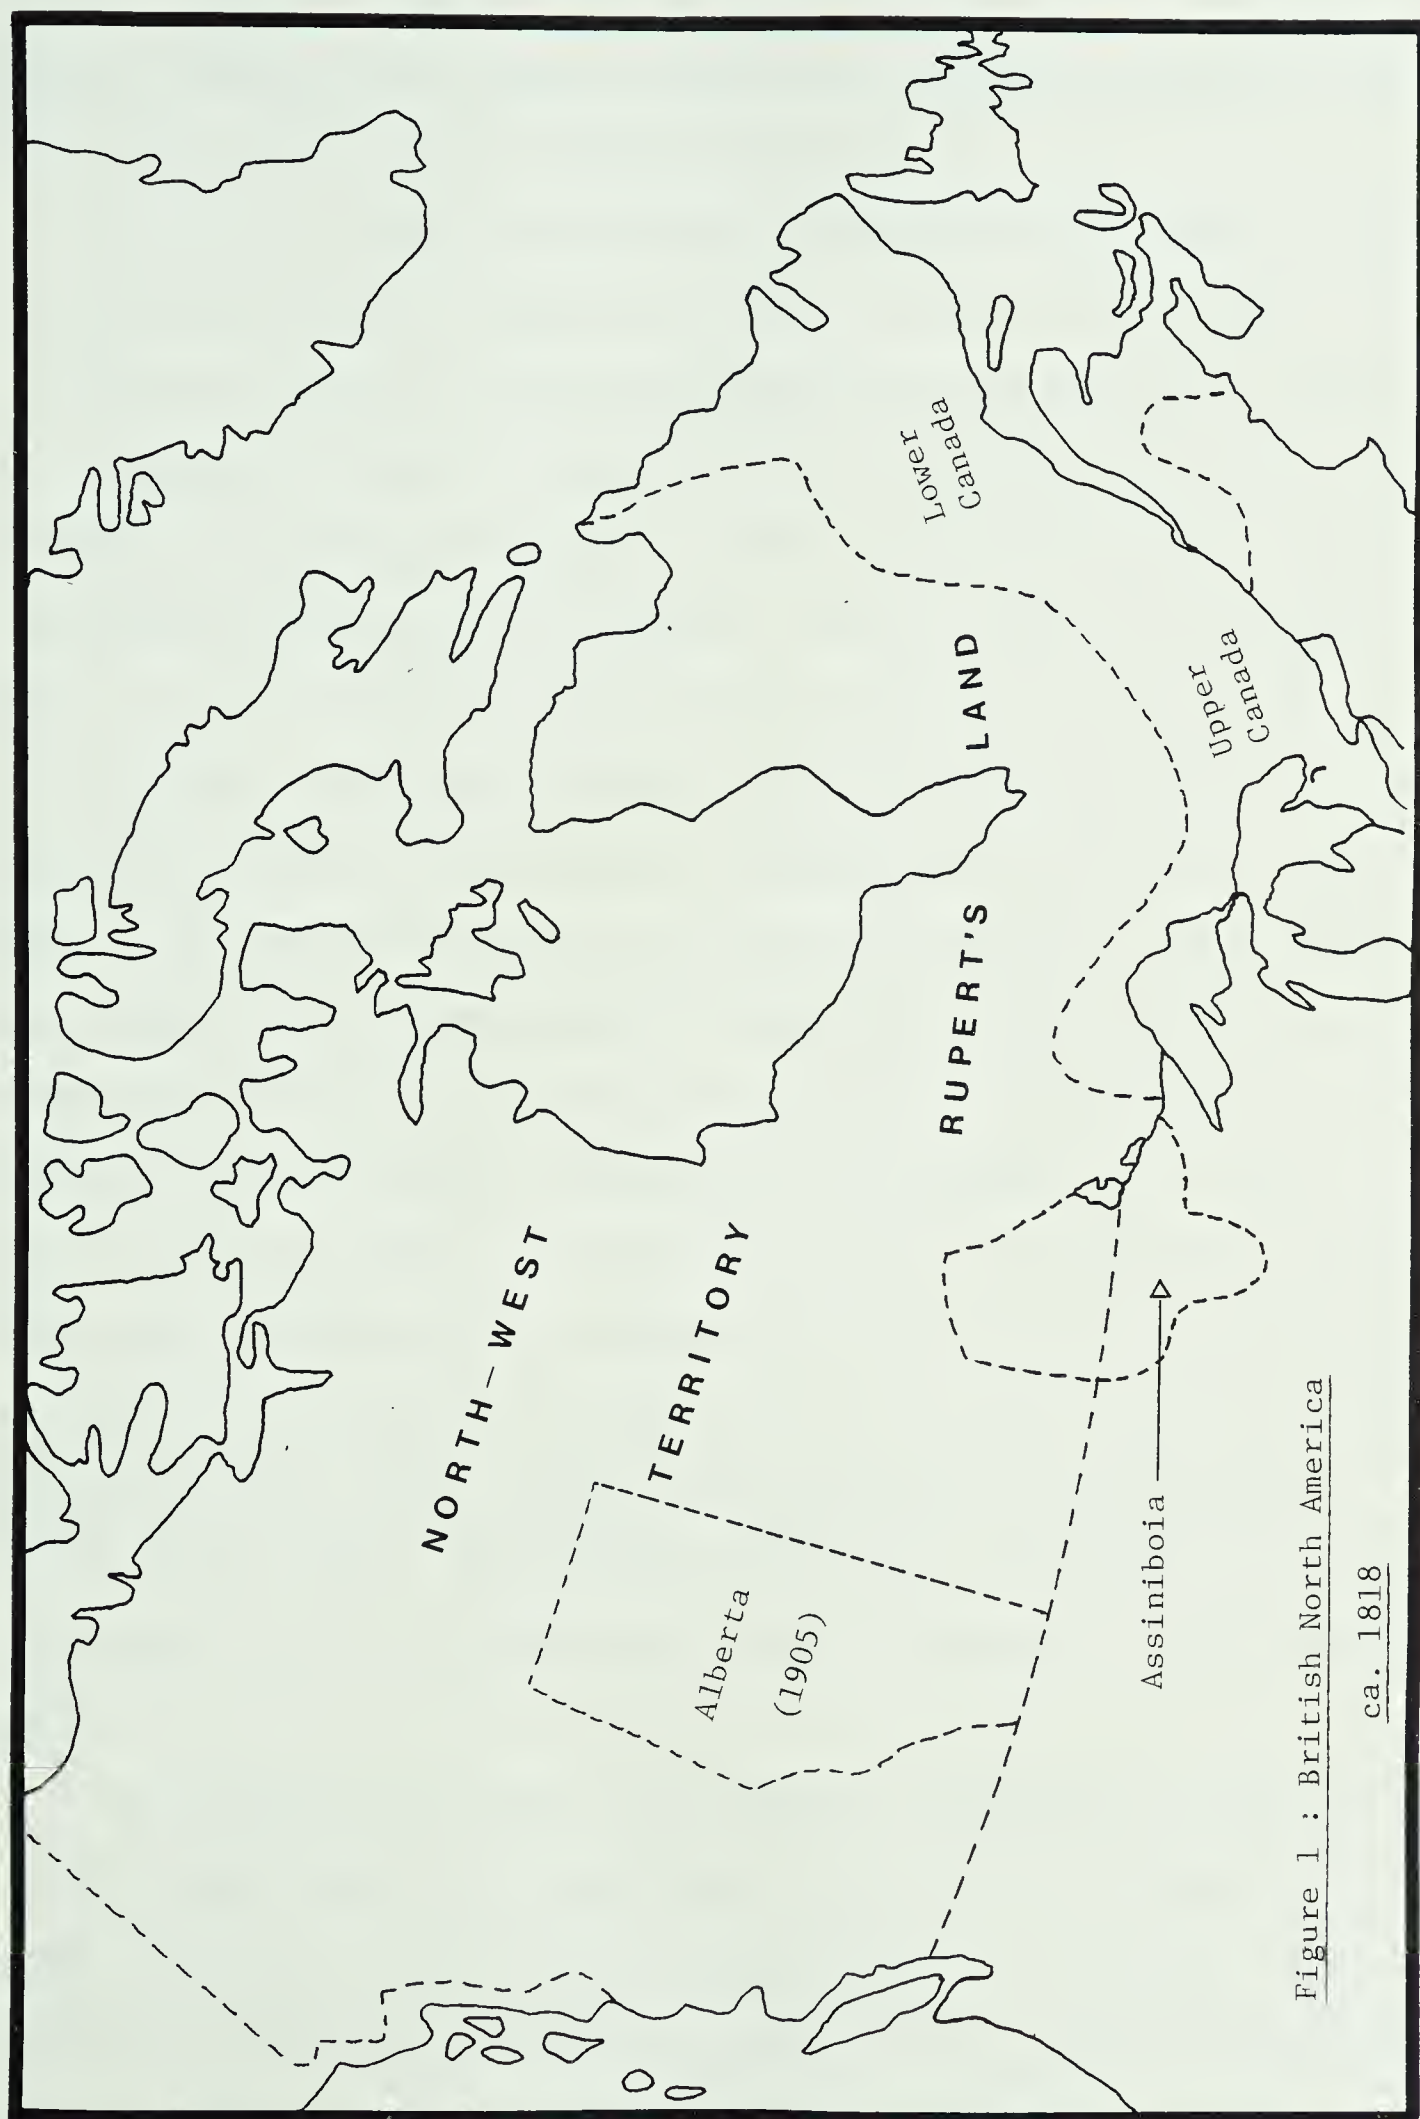 NORTH-WEST
TERRITORY
RUPERT'S LAND
Lower
Canada
Upper
Canada
Alberta
(1905)
Assiniboia
Figure 1 : British North America
ca. 1818